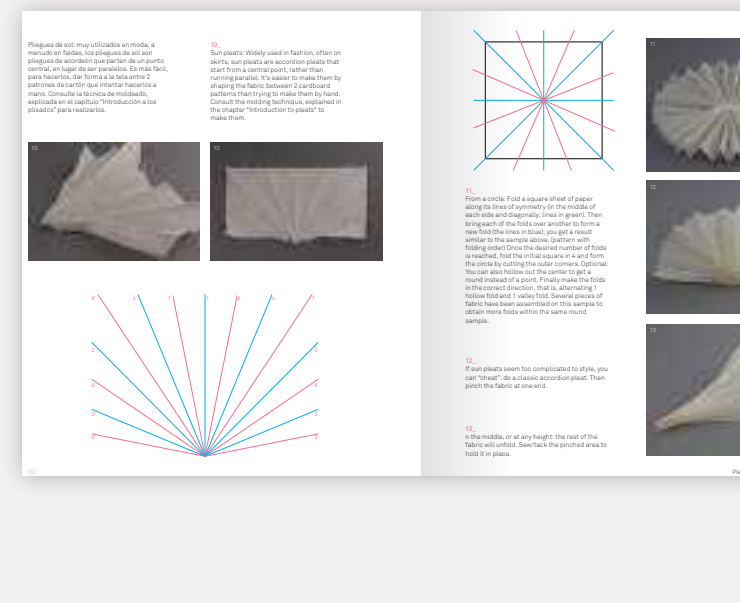 Pliegues de sol: muy utilizados en moda, a
menudo en faldas, los pliegues de sol son
pliegues de acordeón que parten de un punto
central, en lugar de ser paralelos. Es más fácil,
para hacerlos, dar forma a la tela entre 2
patrones de cartón que intentar hacerlos a
mano. Consulte la técnica de moldeado,
explicada en el capítulo "Introducción a los
plisados" para realizarlos.
10_
Sun pleats: Widely used in fashion, often on
skirts, sun pleats are accordion pleats that
start from a central point, rather than
running parallel. It's easier to make them by
shaping the fabric between 2 cardboard
patterns than trying to make them by hand.
Consult the molding technique, explained in
the chapter "Introduction to pleats" to
make them.
10
10
32
11_
From a circle: Fold a square sheet of paper
along its lines of symmetry (in the middle of
each side and diagonally; lines in green). Then
bring each of the folds over another to form a
new fold (the lines in blue); you get a result
similar to the sample above. (pattern with
folding order) Once the desired number of folds
is reached, fold the initial square in 4 and form
the circle by cutting the outer corners. Optional:
You can also hollow out the center to get a
round instead of a point. Finally make the folds
in the correct direction, that is, alternating 1
hollow fold and 1 valley fold. Several pieces of
fabric have been assembled on this sample to
obtain more folds within the same round
sample.
12_
If sun pleats seem too complicated to style, you
can "cheat": do a classic accordion pleat. Then
pinch the fabric at one end.
13_
n the middle, or at any height: the rest of the
fabric will unfold. Sew/tack the pinched area to
hold it in place.
11
12
13